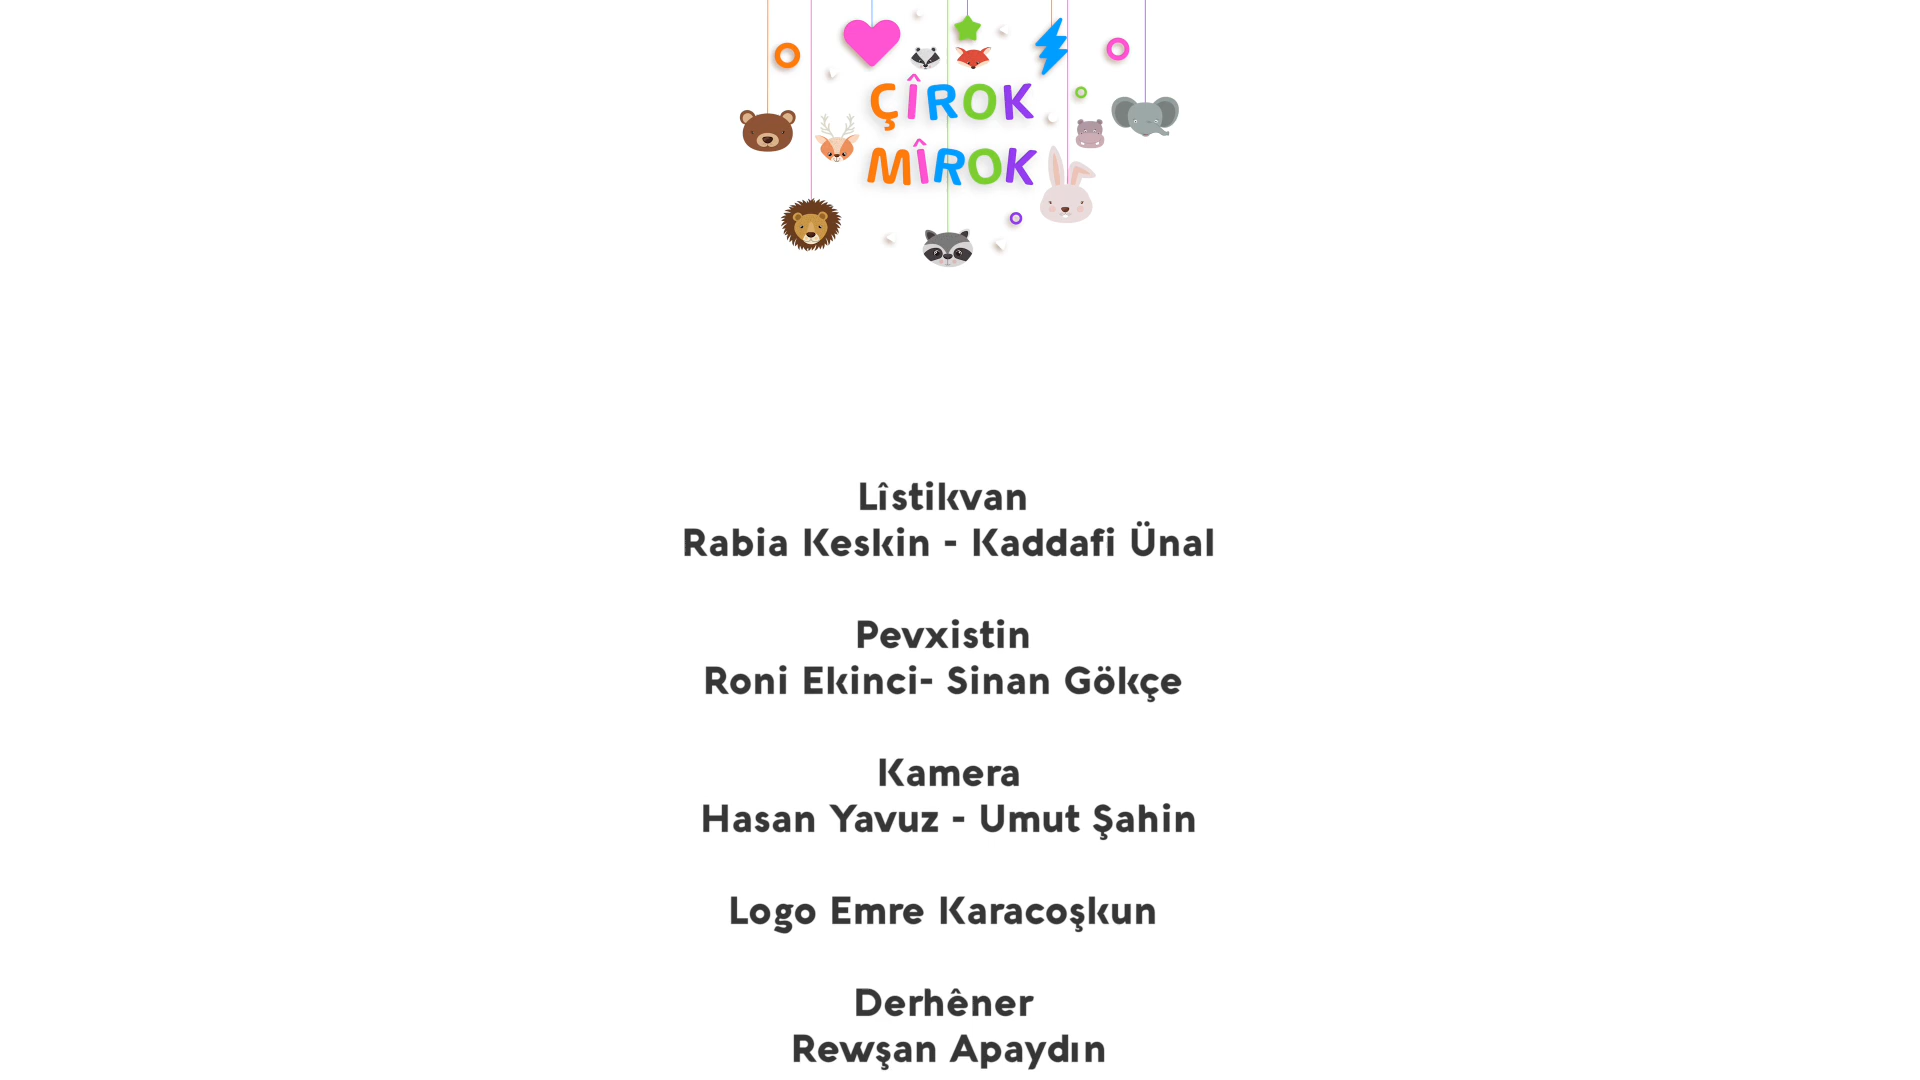 ÇÎROK
MÎROK
Lîstikvan
Rabia Keskin - Kaddafi Ünal
Pevxistin
Roni Ekinci- Sinan Gökçe
Kamera
Hasan Yavuz - Umut Şahin
Logo Emre Karacoşkun
Derhêner
Rewşan Apaydın